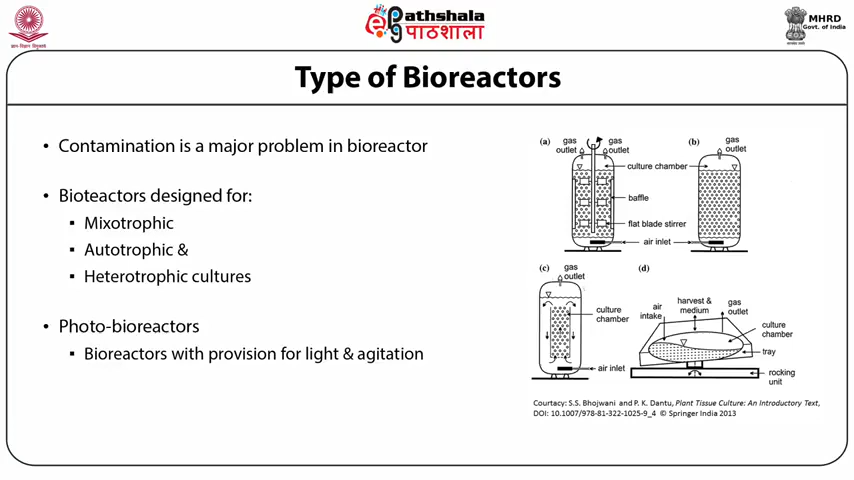 Pathshala
पाठशाला
MHRD
Govt. of India
Type of Bioreactors
• Contamination is a major problem in bioreactor
• Bioteactors designed for:
▪ Mixotrophic
▪ Autotrophic &
▪ Heterotrophic cultures
• Photo-bioreactors
▪ Bioreactors with provision for light & agitation
(a)
gas
outlet
gas
outlet
(b)
gas
outlet
culture chamber
baffle
flat blade stirrer
air inlet
(c)
gas
outlet
culture
chamber
air inlet
(d)
air
intake
harvest &
medium
gas
outlet
culture
chamber
tray
rocking
unit
Courtacy: S.S. Bhojwani and P. K. Dantu, Plant Tissue Culture: An Introductory Text,
DOI: 10.1007/978-81-322-1025-9_4 © Springer India 2013